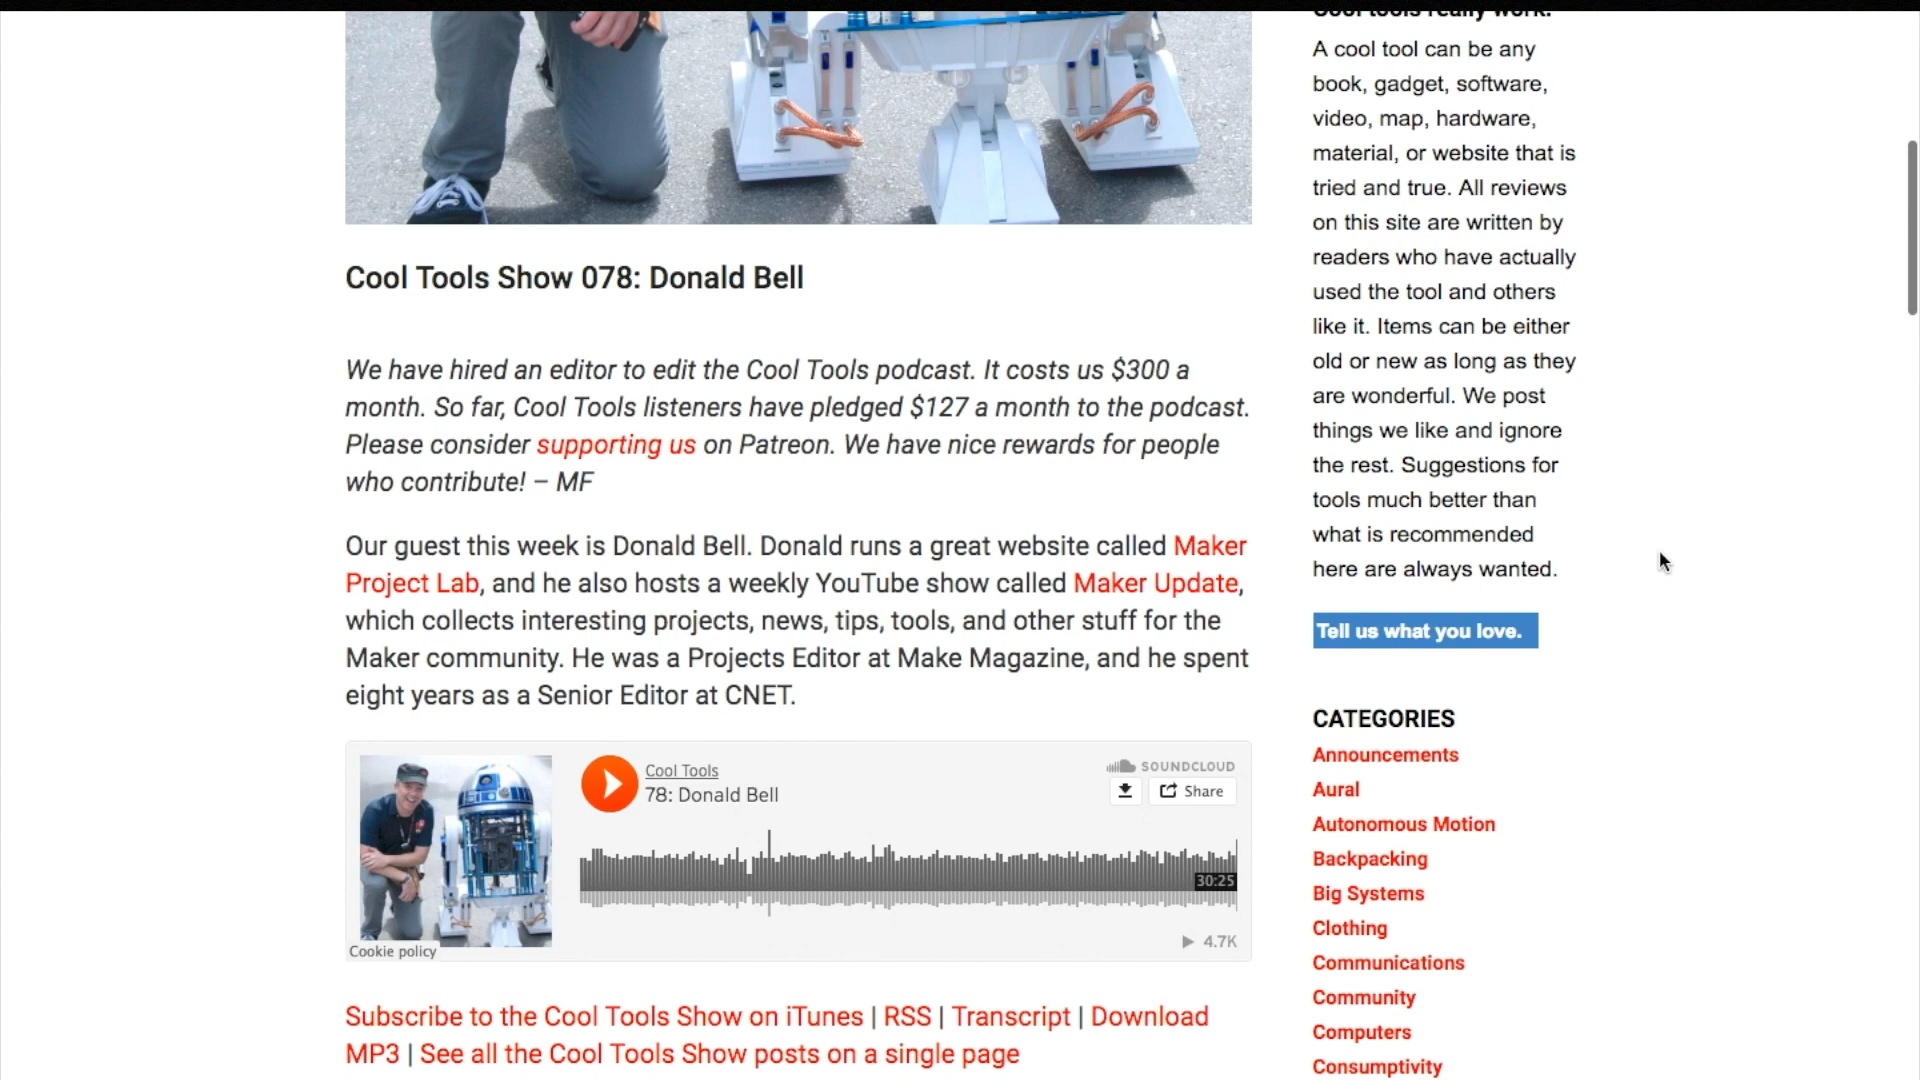 Cool Tools Show 078: Donald Bell
We have hired an editor to edit the Cool Tools podcast. It costs us $300 a
month. So far, Cool Tools listeners have pledged $127 a month to the podcast.
Please consider supporting us on Patreon. We have nice rewards for people
who contribute! – MF
Our guest this week is Donald Bell. Donald runs a great website called Maker
Project Lab, and he also hosts a weekly YouTube show called Maker Update,
which collects interesting projects, news, tips, tools, and other stuff for the
Maker community. He was a Projects Editor at Make Magazine, and he spent
eight years as a Senior Editor at CNET.
Cool Tools
78: Donald Bell
SOUNDCLOUD
Share
30:25
4.7K
Cookie policy
Subscribe to the Cool Tools Show on iTunes | RSS | Transcript | Download
MP3 | See all the Cool Tools Show posts on a single page
Cool tools really work.
A cool tool can be any
book, gadget, software,
video, map, hardware,
material, or website that is
tried and true. All reviews
on this site are written by
readers who have actually
used the tool and others
like it. Items can be either
old or new as long as they
are wonderful. We post
things we like and ignore
the rest. Suggestions for
tools much better than
what is recommended
here are always wanted.
Tell us what you love.
CATEGORIES
Announcements
Aural
Autonomous Motion
Backpacking
Big Systems
Clothing
Communications
Community
Computers
Consumptivity